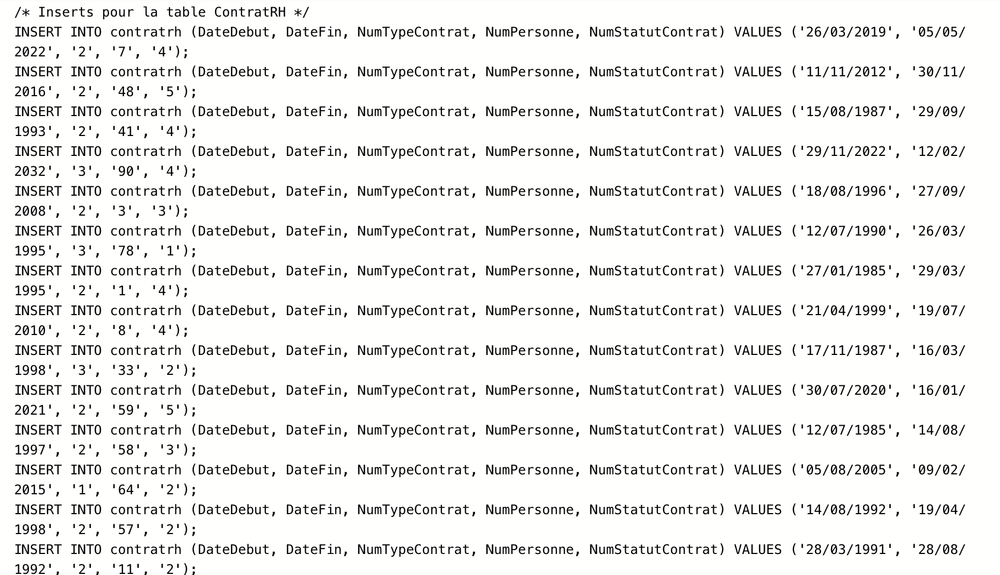 /* Inserts pour la table ContratRH */
INSERT INTO contratrh (DateDebut, DateFin, NumTypeContrat, NumPersonne, NumStatutContrat) VALUES ('26/03/2019', '05/05/
2022', '2', '7', '4');
INSERT INTO contratrh (DateDebut, DateFin, NumTypeContrat, NumPersonne, NumStatutContrat) VALUES ('11/11/2012', '30/11/
2016', '2', '48', '5');
INSERT INTO contratrh (DateDebut, DateFin, NumTypeContrat, NumPersonne, NumStatutContrat) VALUES ('15/08/1987', '29/09/
1993', '2', '41', '4');
INSERT INTO contratrh (DateDebut, DateFin, NumTypeContrat, NumPersonne, NumStatutContrat) VALUES ('29/11/2022', '12/02/
2032', '3', '90', '4');
INSERT INTO contratrh (DateDebut, DateFin, NumTypeContrat, NumPersonne, NumStatutContrat) VALUES ('18/08/1996', '27/09/
2008', '2', '3', '3');
INSERT INTO contratrh (DateDebut, DateFin, NumTypeContrat, NumPersonne, NumStatutContrat) VALUES ('12/07/1990', '26/03/
1995', '3', '78', '1');
INSERT INTO contratrh (DateDebut, DateFin, NumTypeContrat, NumPersonne, NumStatutContrat) VALUES ('27/01/1985', '29/03/
1995', '2', '1', '4');
INSERT INTO contratrh (DateDebut, DateFin, NumTypeContrat, NumPersonne, NumStatutContrat) VALUES ('21/04/1999', '19/07/
2010', '2', '8', '4');
INSERT INTO contratrh (DateDebut, DateFin, NumTypeContrat, NumPersonne, NumStatutContrat) VALUES ('17/11/1987', '16/03/
1998', '3', '33', '2');
INSERT INTO contratrh (DateDebut, DateFin, NumTypeContrat, NumPersonne, NumStatutContrat) VALUES ('30/07/2020', '16/01/
2021', '2', '59', '5');
INSERT INTO contratrh (DateDebut, DateFin, NumTypeContrat, NumPersonne, NumStatutContrat) VALUES ('12/07/1985', '14/08/
1997', '2', '58', '3');
INSERT INTO contratrh (DateDebut, DateFin, NumTypeContrat, NumPersonne, NumStatutContrat) VALUES ('05/08/2005', '09/02/
2015', '1', '64', '2');
INSERT INTO contratrh (DateDebut, DateFin, NumTypeContrat, NumPersonne, NumStatutContrat) VALUES ('14/08/1992', '19/04/
1998', '2', '57', '2');
INSERT INTO contratrh (DateDebut, DateFin, NumTypeContrat, NumPersonne, NumStatutContrat) VALUES ('28/03/1991', '28/08/
1992', '2', '11', '2');